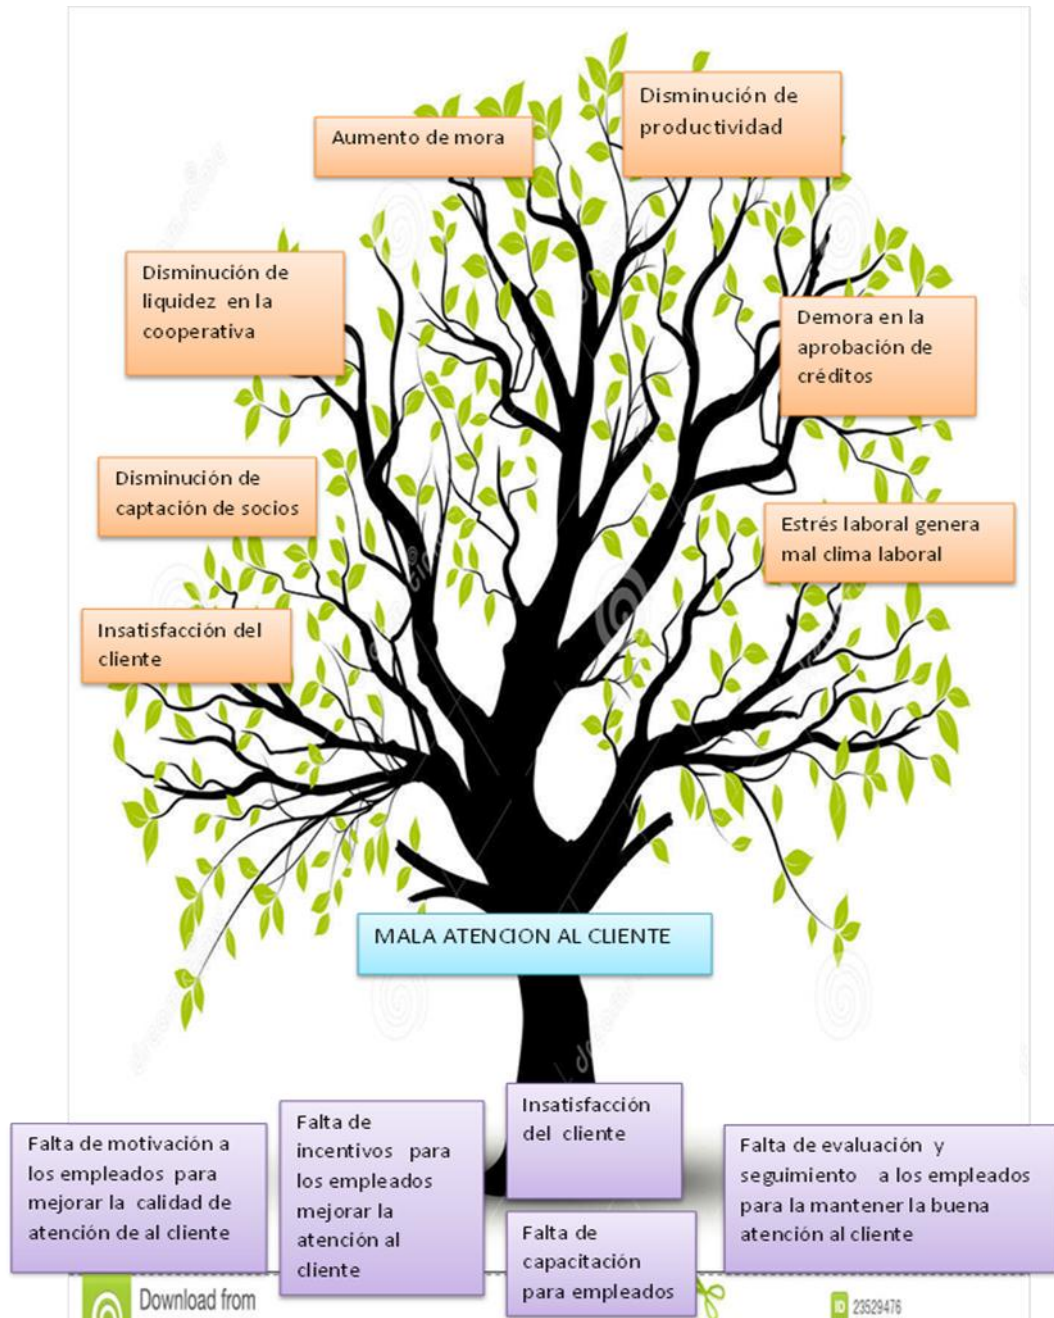 Disminución de
productividad
Aumento de mora
Disminución de
liquidez en la
cooperativa
Demora en la
aprobación de
créditos
Disminución de
captación de socios
Estrés laboral genera
mal clima laboral
Insatisfacción del
cliente
MALA ATENCION AL CLIENTE
Falta de motivación a
los empleados para
mejorar la calidad de
atención de al cliente
Falta de
incentivos para
los empleados
mejorar la
atención al
cliente
Insatisfacción
del cliente
Falta de
capacitación
para empleados
Falta de evaluación y
seguimiento a los empleados
para la mantener la buena
atención al cliente
Download from
ID 23529476